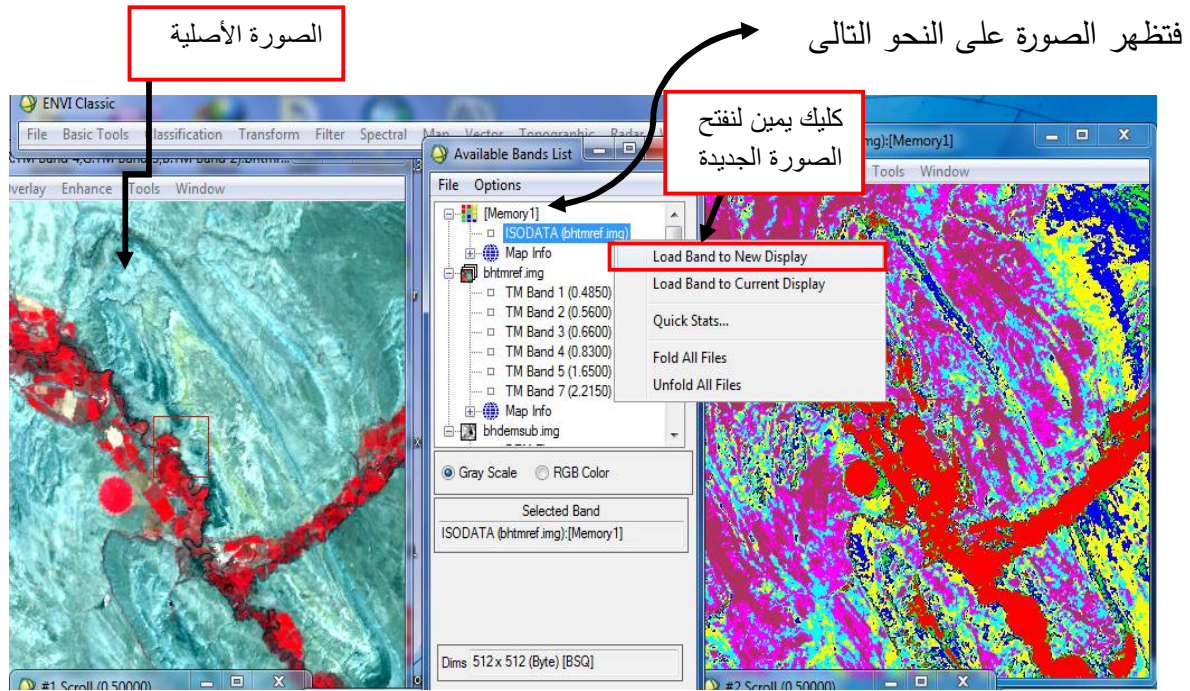 فتظهر الصورة على النحو التالى
الصورة الأصلية
كليك يمين لنفتح
الصورة الجديدة
ENVI Classic
File Basic Tools Classification Transform Filter Spectral Map Vector Topographic Radar
Overlay Enhance Tools Window
Available Bands List
File Options
[Memory1]
ISODATA (bhtmref.img)
Map Info
bhtmref.img
TM Band 1 (0.4850)
TM Band 2 (0.5600)
TM Band 3 (0.6600)
TM Band 4 (0.8300)
TM Band 5 (1.6500)
TM Band 7 (2.2150)
Map Info
bhdemsub.img
Gray Scale RGB Color
Selected Band
ISODATA (bhtmref.img):[Memory1]
Dims 512 x 512 (Byte) [BSQ]
Load Band to New Display
Load Band to Current Display
Quick Stats...
Fold All Files
Unfold All Files
mg):[Memory1]
Tools Window
#1 Scroll (0.50000)
#2 Scroll (0.50000)